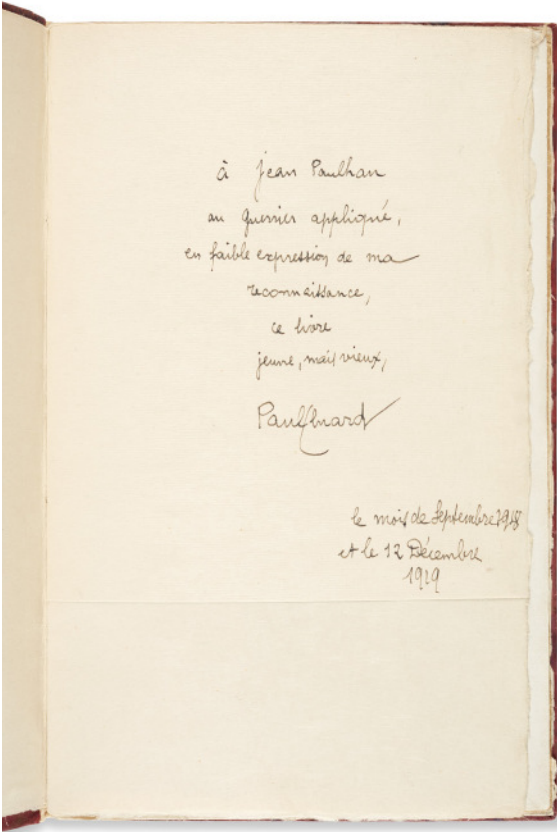 à Jean Paulhan
au guerrier appliqué,
en faible expression de ma
reconnaissance,
ce livre
jeune, mais vieux,
Paul Éluard
le mois de Septembre 1918
et le 12 Décembre
1919